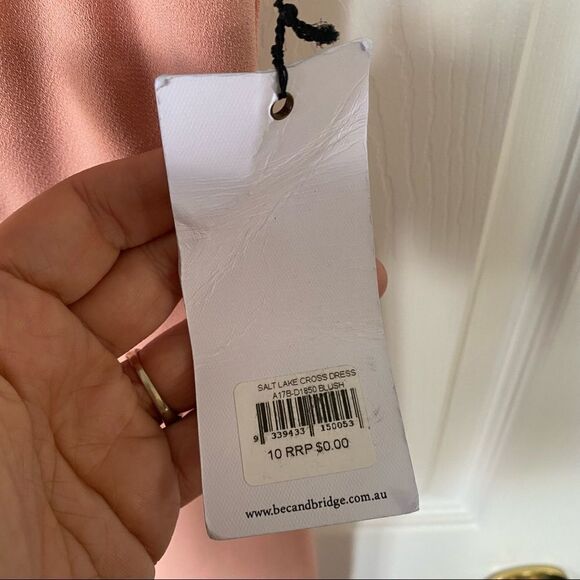 SALT LAKE CROSS DRESS
A17B-D1850 BLUSH
9 339433 150053
10 RRP $0.00
www.becandbridge.com.au